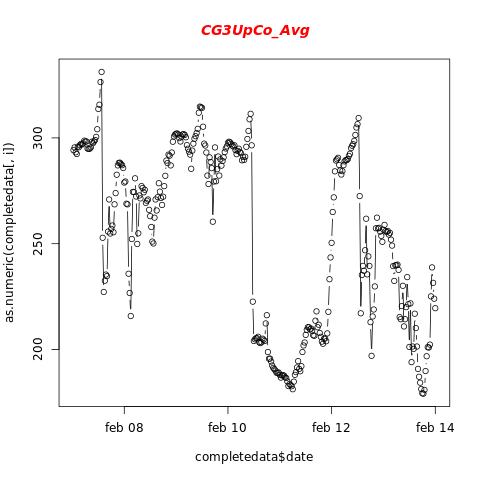 CG3UpCo_Avg
as.numeric(completedata[, i])
300
250
200
feb 08
feb 10
feb 12
feb 14
completedata$date